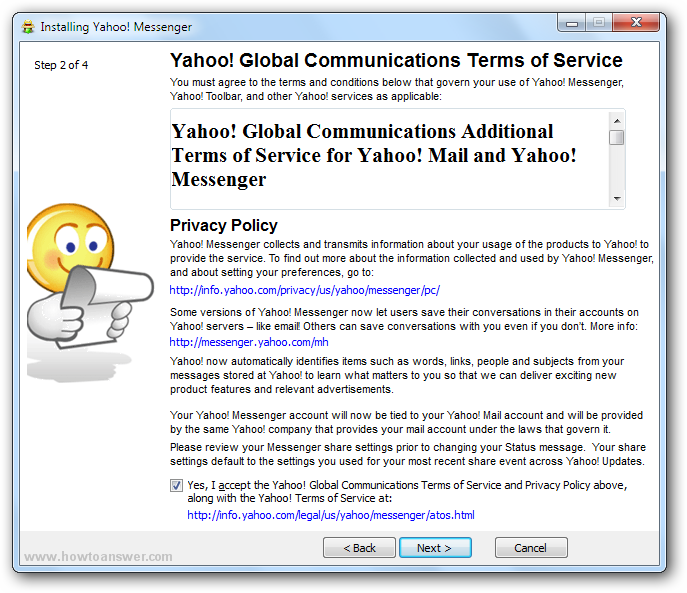 Installing Yahoo! Messenger
Step 2 of 4
Yahoo! Global Communications Terms of Service
You must agree to the terms and conditions below that govern your use of Yahoo! Messenger,
Yahoo! Toolbar, and other Yahoo! services as applicable:
Yahoo! Global Communications Additional
Terms of Service for Yahoo! Mail and Yahoo!
Messenger
Privacy Policy
Yahoo! Messenger collects and transmits information about your usage of the products to Yahoo! to
provide the service. To find out more about the information collected and used by Yahoo! Messenger,
and about setting your preferences, go to:
http://info.yahoo.com/privacy/us/yahoo/messenger/pc/
Some versions of Yahoo! Messenger now let users save their conversations in their accounts on
Yahoo! servers – like email! Others can save conversations with you even if you don't. More info:
http://messenger.yahoo.com/mh
Yahoo! now automatically identifies items such as words, links, people and subjects from your
messages stored at Yahoo! to learn what matters to you so that we can deliver exciting new
product features and relevant advertisements.
Your Yahoo! Messenger account will now be tied to your Yahoo! Mail account and will be provided
by the same Yahoo! company that provides your mail account under the laws that govern it.
Please review your Messenger share settings prior to changing your Status message.  Your share
settings default to the settings you used for your most recent share event across Yahoo! Updates.
Yes, I accept the Yahoo! Global Communications Terms of Service and Privacy Policy above,
along with the Yahoo! Terms of Service at:
http://info.yahoo.com/legal/us/yahoo/messenger/atos.html
< Back
Next >
Cancel
www.howtoanswer.com